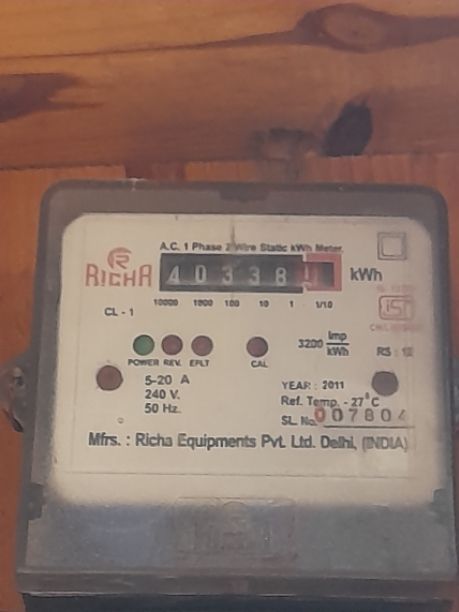 A.C. 1 Phase 2 Wire Static kWh Meter.
RICHA
40338 kWh
10000 1000 100 10 1 1/10
CL - 1
3200 Imp/kWh
POWER REV. EFLT CAL
5-20 A
240 V.
50 Hz.
YEAR : 2011
Ref. Temp. - 27°C
SL. No. 007804
Mfrs. : Richa Equipments Pvt. Ltd. Delhi, (INDIA)